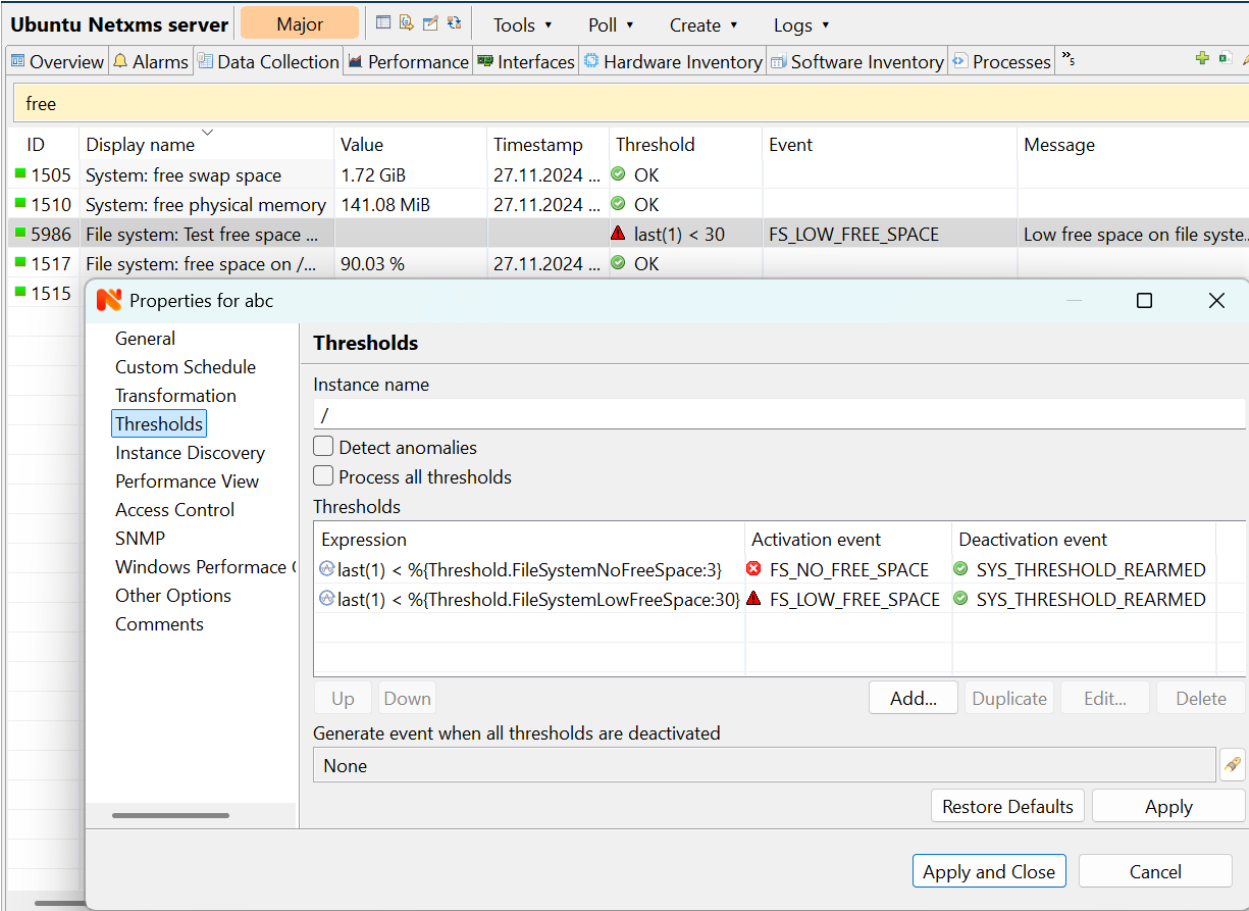 Ubuntu Netxms server Major Tools Poll Create Logs
Overview Alarms Data Collection Performance Interfaces Hardware Inventory Software Inventory Processes »5
free
ID Display name Value Timestamp Threshold Event Message
1505 System: free swap space 1.72 GiB 27.11.2024 ... OK
1510 System: free physical memory 141.08 MiB 27.11.2024 ... OK
5986 File system: Test free space ... last(1) < 30 FS_LOW_FREE_SPACE Low free space on file syste...
1517 File system: free space on /... 90.03 % 27.11.2024 ... OK
1515
Properties for abc
General
Custom Schedule
Transformation
Thresholds
Instance Discovery
Performance View
Access Control
SNMP
Windows Performace
Other Options
Comments
Thresholds
Instance name
/
Detect anomalies
Process all thresholds
Thresholds
Expression Activation event Deactivation event
last(1) < %{Threshold.FileSystemNoFreeSpace:3} FS_NO_FREE_SPACE SYS_THRESHOLD_REARMED
last(1) < %{Threshold.FileSystemLowFreeSpace:30} FS_LOW_FREE_SPACE SYS_THRESHOLD_REARMED
Up Down Add... Duplicate Edit... Delete
Generate event when all thresholds are deactivated
None
Restore Defaults Apply
Apply and Close Cancel